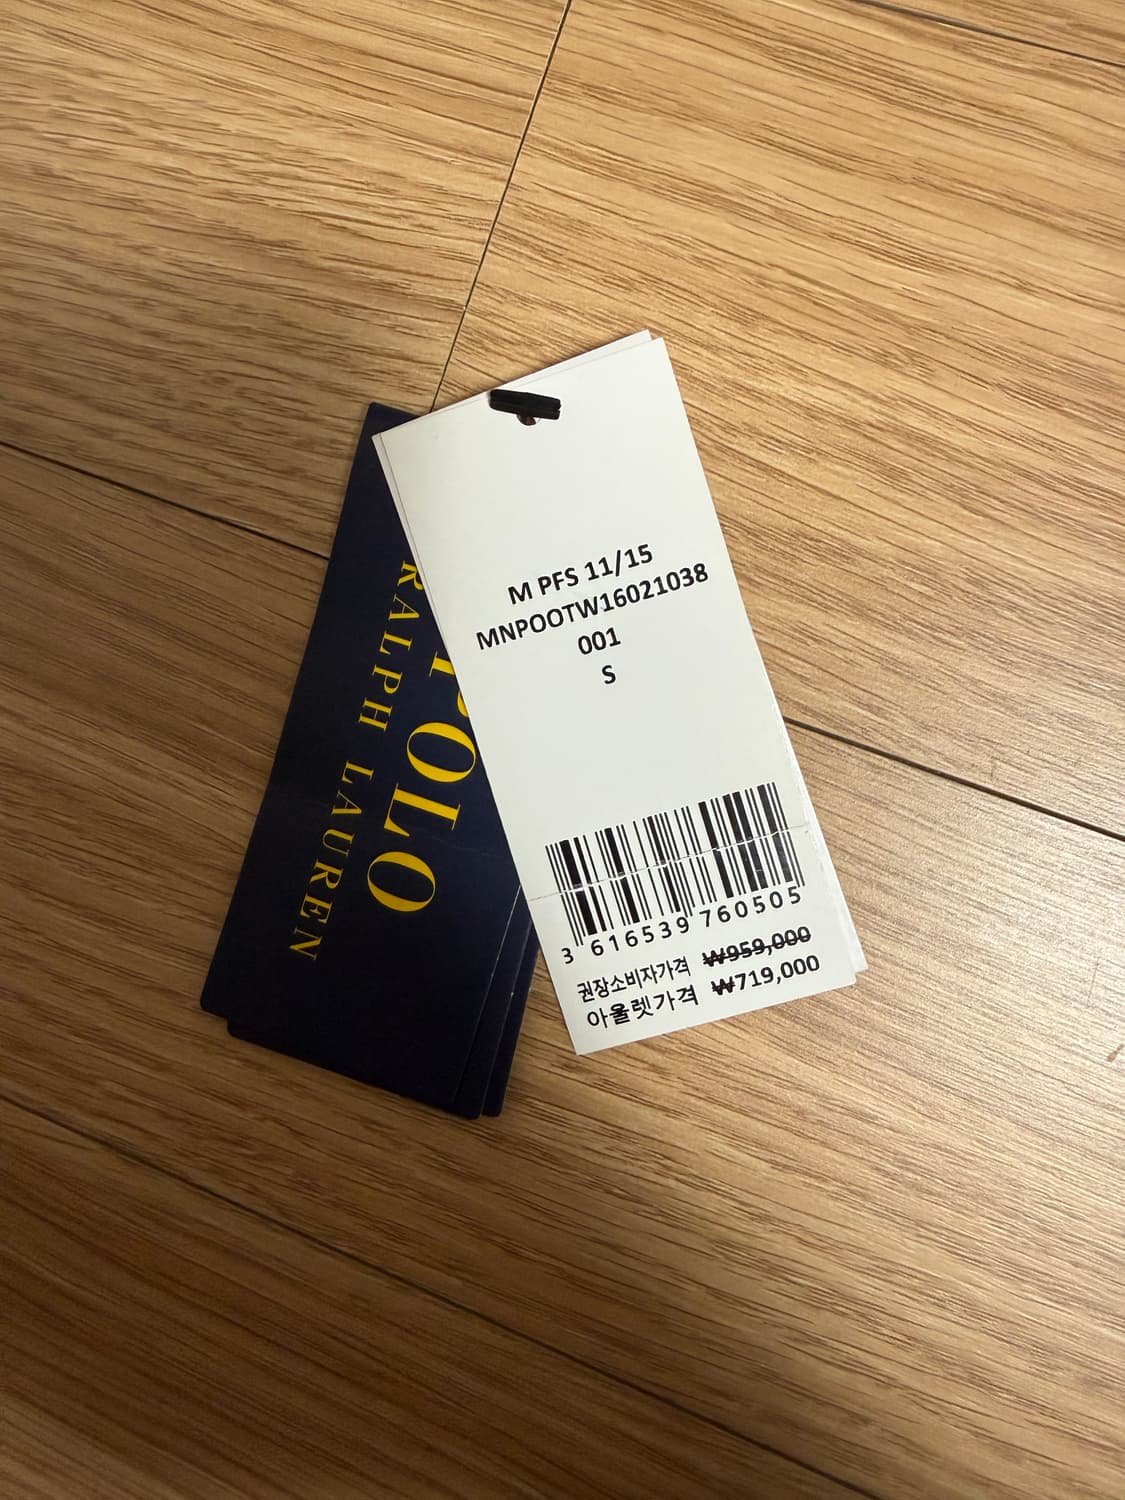 POLO
RALPH LAUREN
M PFS 11/15
MNPOOTW16021038
001
S
3 616539 760505
권장소비자가격 ₩959,000
아울렛가격 ₩719,000